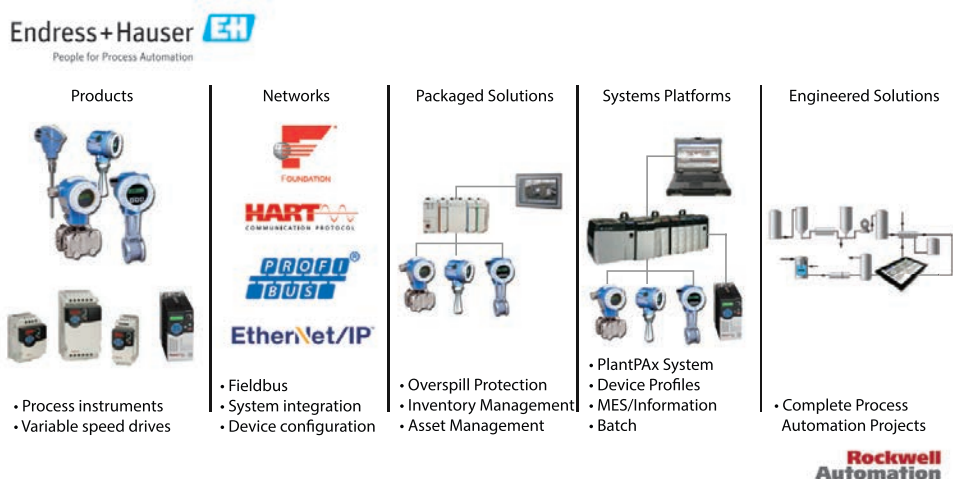 Endress+Hauser EH
People for Process Automation
Products
Networks
Packaged Solutions
Systems Platforms
Engineered Solutions
FOUNDATION
HART
COMMUNICATION PROTOCOL
PROFI
BUS
EtherNet/IP
• Process instruments
• Variable speed drives
• Fieldbus
• System integration
• Device configuration
• Overspill Protection
• Inventory Management
• Asset Management
• PlantPAx System
• Device Profiles
• MES/Information
• Batch
• Complete Process
Automation Projects
Rockwell
Automation